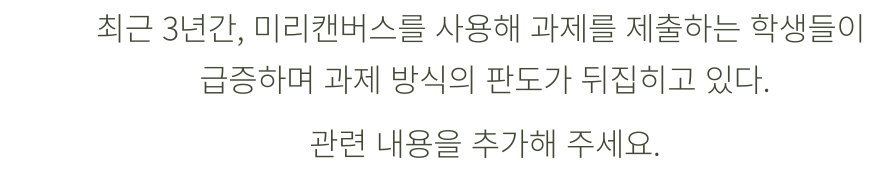 최근 3년간, 미리캔버스를 사용해 과제를 제출하는 학생들이
급증하며 과제 방식의 판도가 뒤집히고 있다.
관련 내용을 추가해 주세요.